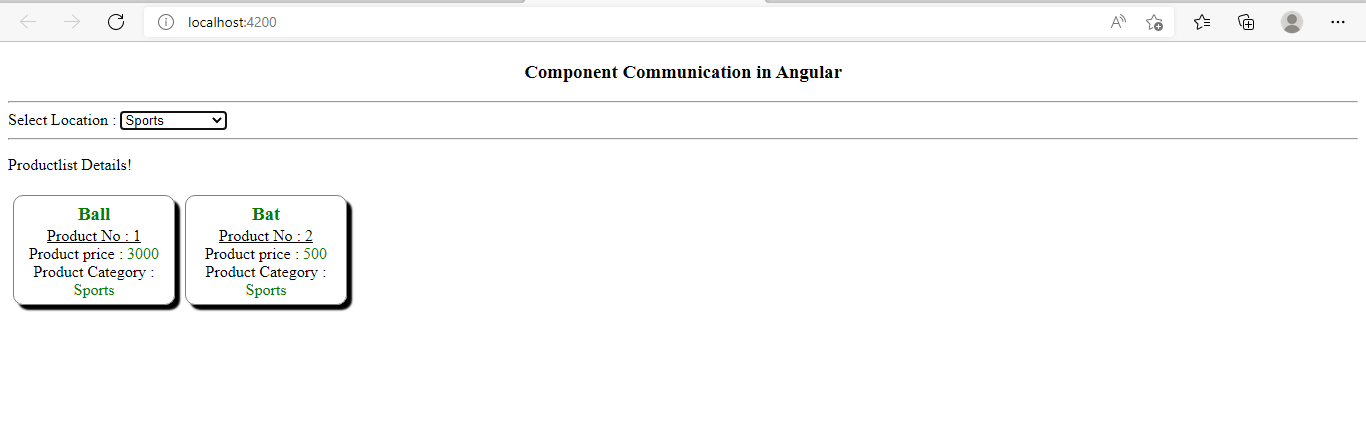 localhost:4200
Component Communication in Angular
Select Location : Sports
Productlist Details!
Ball
Product No : 1
Product price : 3000
Product Category :
Sports
Bat
Product No : 2
Product price : 500
Product Category :
Sports